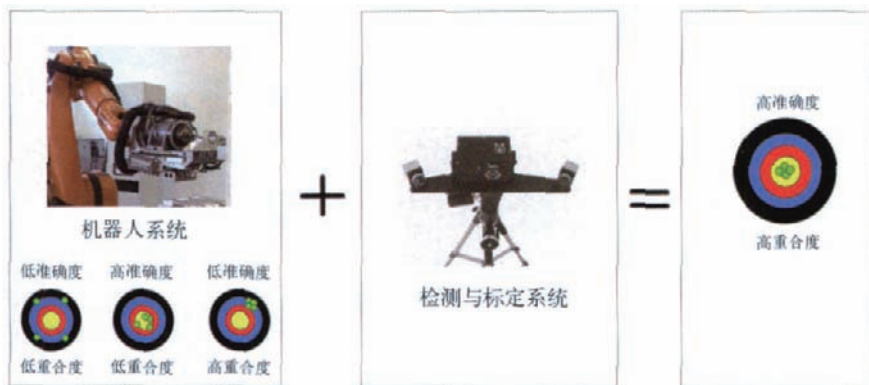 机器人系统
低准确度 高准确度 低准确度
低重合度 低重合度 高重合度
+
检测与标定系统
=
高准确度
高重合度